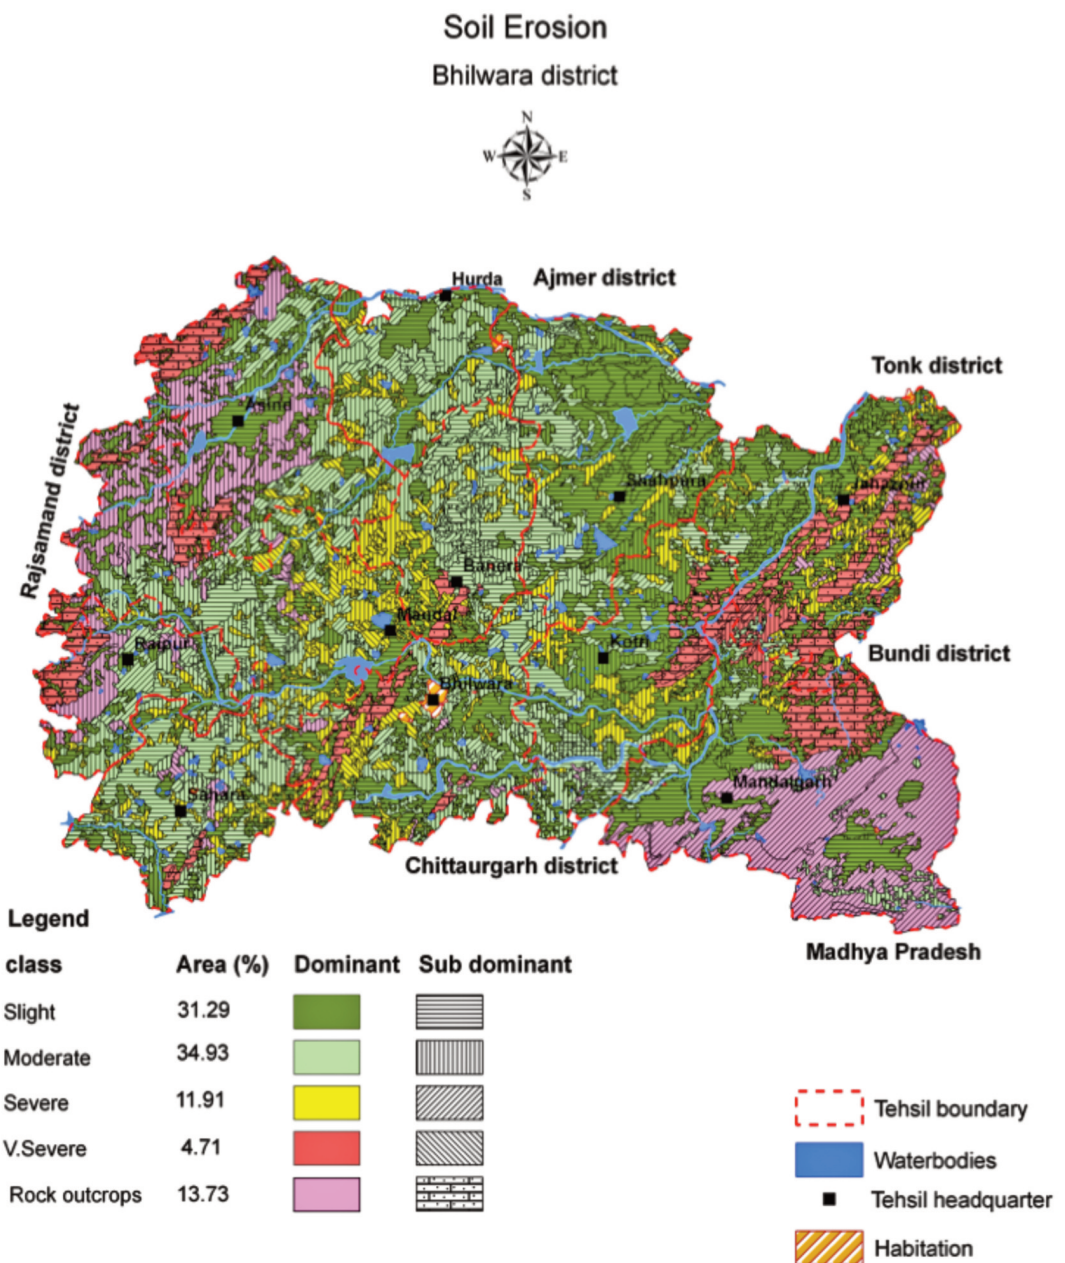 Soil Erosion
Bhilwara district
N
W E
S
Hurda Ajmer district
Tonk district
Asind
Rajsamand district
Shahpura
Jahazpur
Banera
Mandal
Raipur
Kotri
Bundi district
Bhilwara
Mandalgarh
Sahara
Chittaurgarh district
Madhya Pradesh
Legend
class Area (%) Dominant Sub dominant
Slight 31.29
Moderate 34.93
Severe 11.91
V.Severe 4.71
Rock outcrops 13.73
Tehsil boundary
Waterbodies
Tehsil headquarter
Habitation